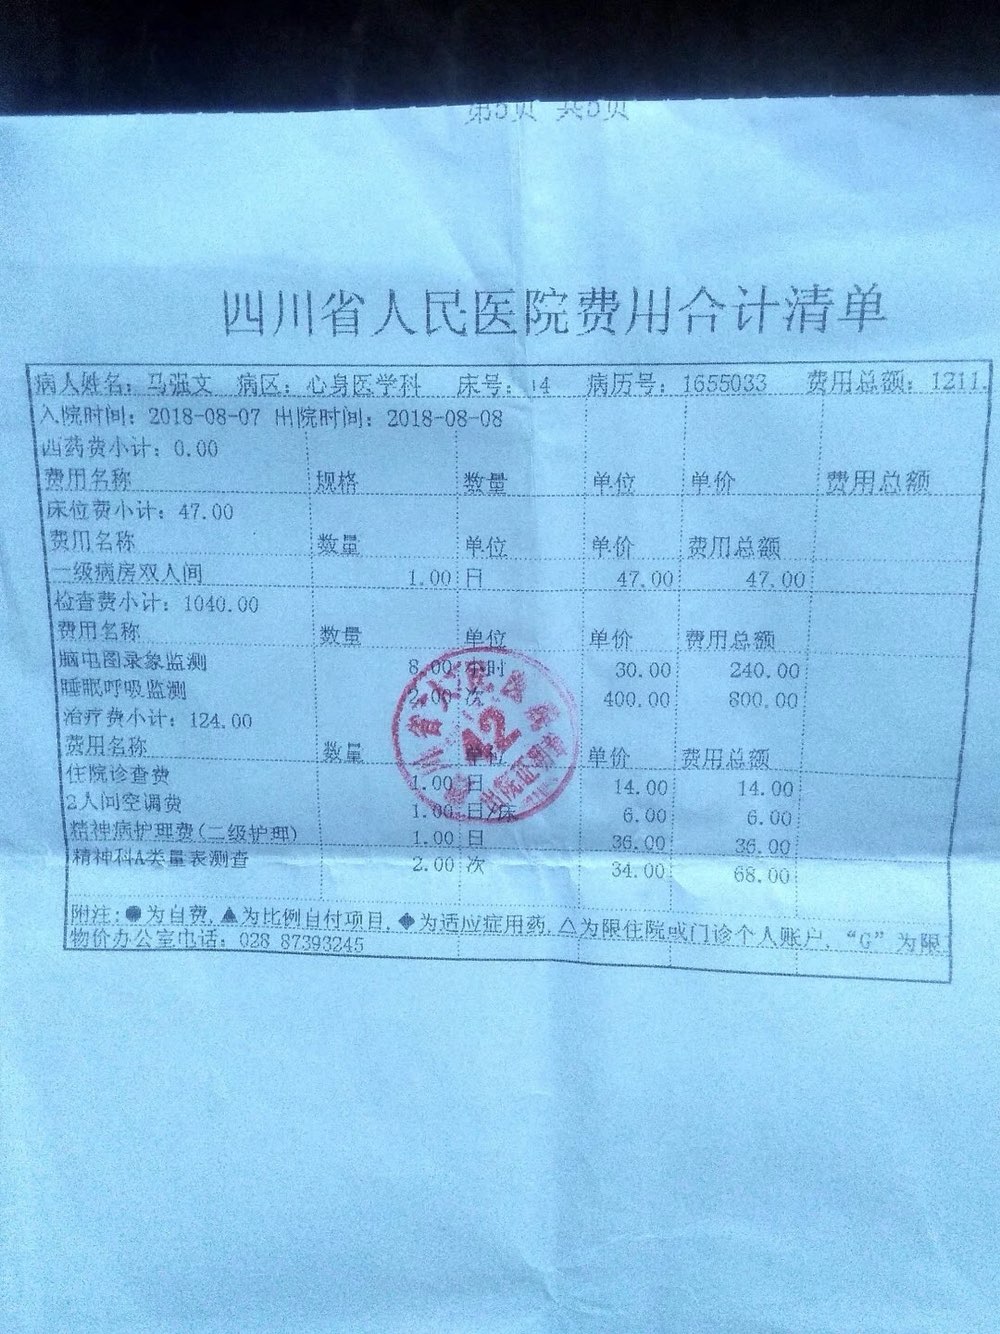 第5页 共5页
四川省人民医院费用合计清单
病人姓名：马强文 病区：心身医学科 床号：14 病历号：1655033 费用总额：1211.
入院时间：2018-08-07 出院时间：2018-08-08
西药费小计：0.00
费用名称 规格 数量 单位 单价 费用总额
床位费小计：47.00
费用名称 数量 单位 单价 费用总额
一级病房双人间 1.00 日 47.00 47.00
检查费小计：1040.00
费用名称 数量 单位 单价 费用总额
脑电图录象监测 8.00 小时 30.00 240.00
睡眠呼吸监测 2.00 次 400.00 800.00
治疗费小计：124.00
费用名称 数量 单位 单价 费用总额
住院诊查费 1.00 日 14.00 14.00
2人间空调费 1.00 日/床 6.00 6.00
精神病护理费(二级护理) 1.00 日 36.00 36.00
精神科A类量表测查 2.00 次 34.00 68.00
附注：●为自费，▲为比例自付项目，◆为适应症用药，△为限住院或门诊个人账户，“G”为限
物价办公室电话：028 87393245
川省人民医院
42
出院证明